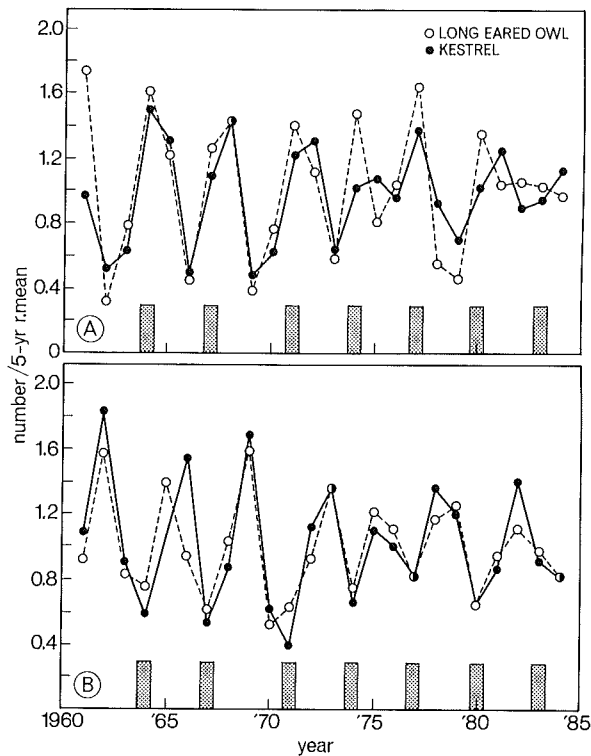 2.0
1.6
1.2
0.8
0.4
0
○ LONG EARED OWL
● KESTREL
A
number/5-yr r.mean
2.0
1.6
1.2
0.8
0.4
B
1960 '65 '70 '75 '80 '85
year